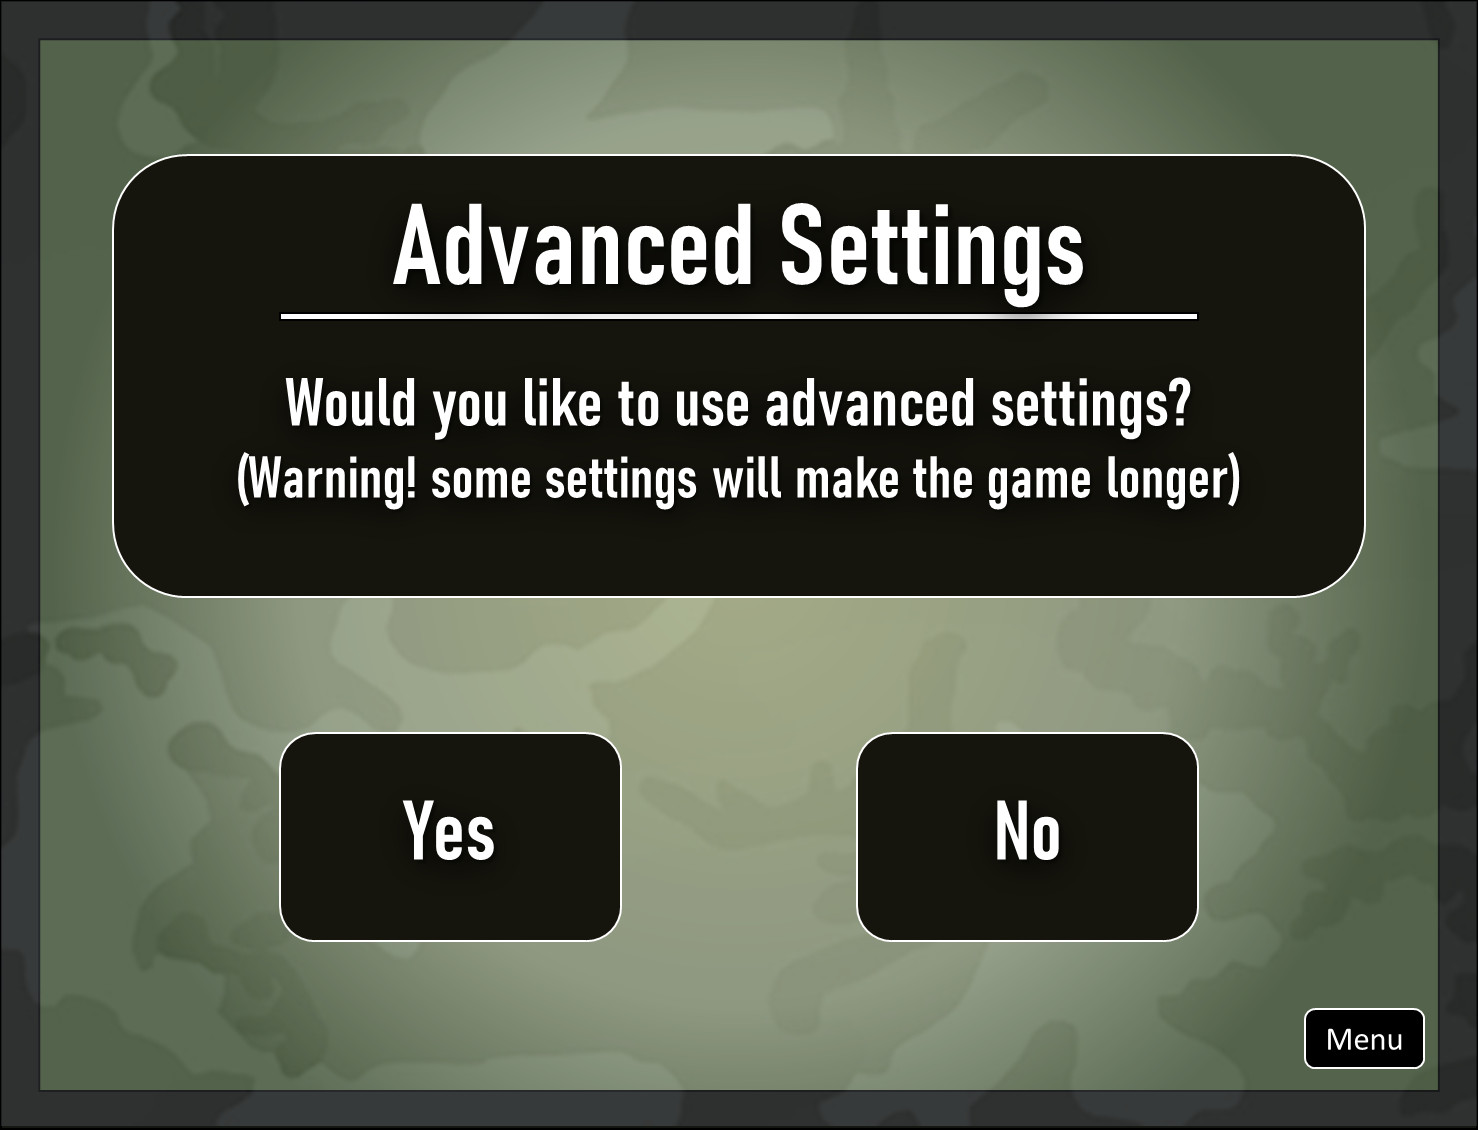 Advanced Settings
Would you like to use advanced settings?
(Warning! some settings will make the game longer)
Yes
No
Menu